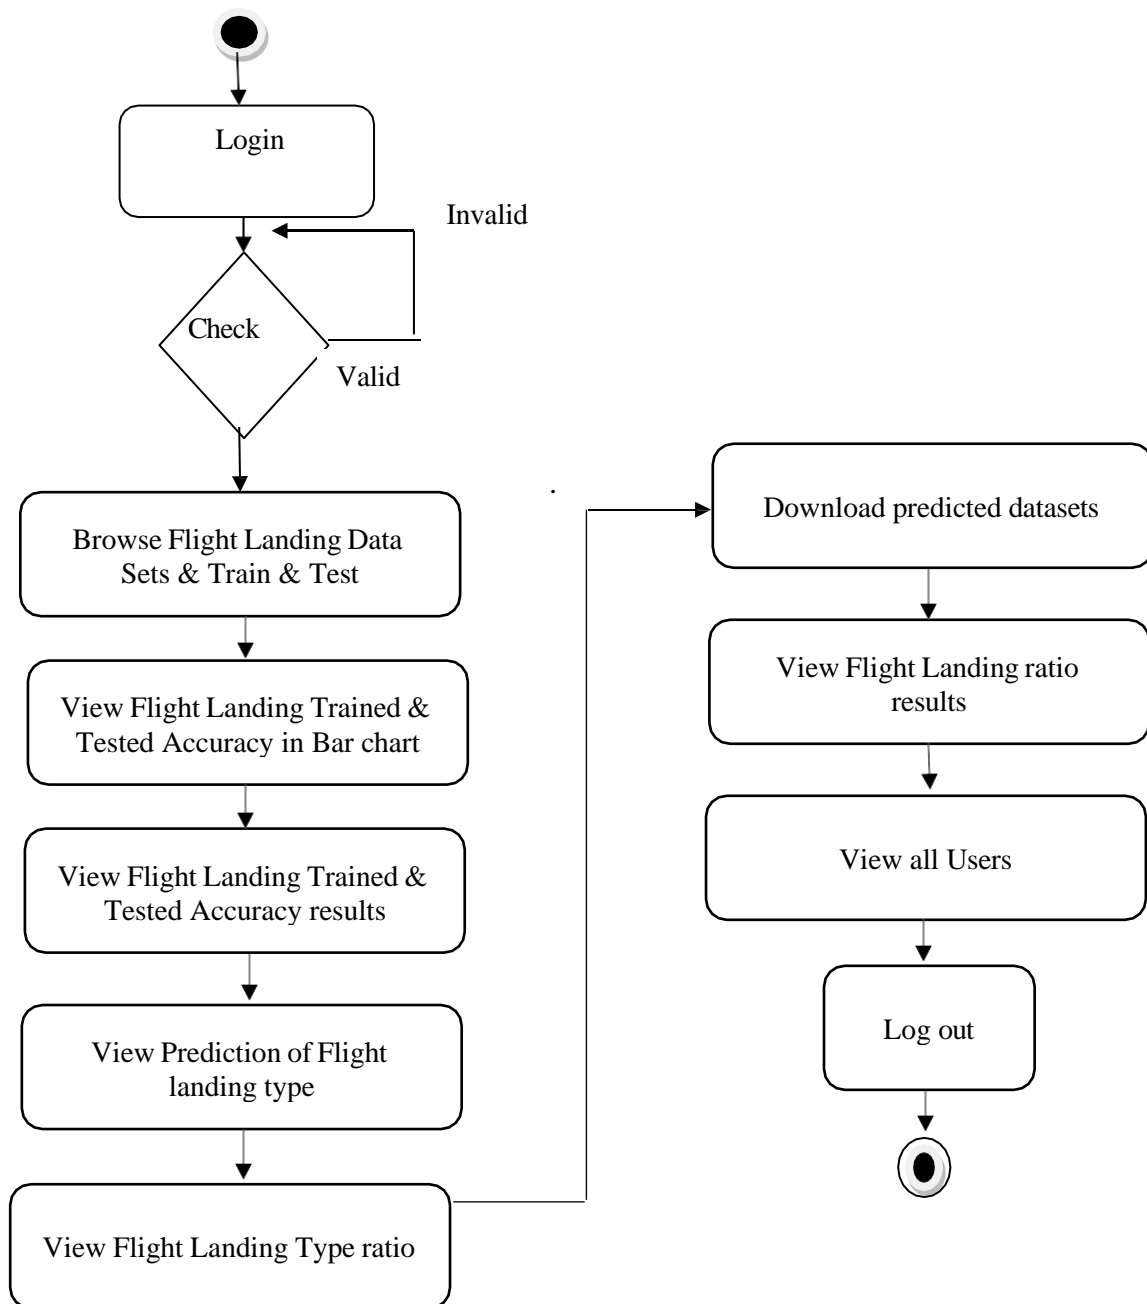 Login
Invalid
Check
Valid
Browse Flight Landing Data
Sets & Train & Test
View Flight Landing Trained &
Tested Accuracy in Bar chart
View Flight Landing Trained &
Tested Accuracy results
View Prediction of Flight
landing type
View Flight Landing Type ratio
.
Download predicted datasets
View Flight Landing ratio
results
View all Users
Log out